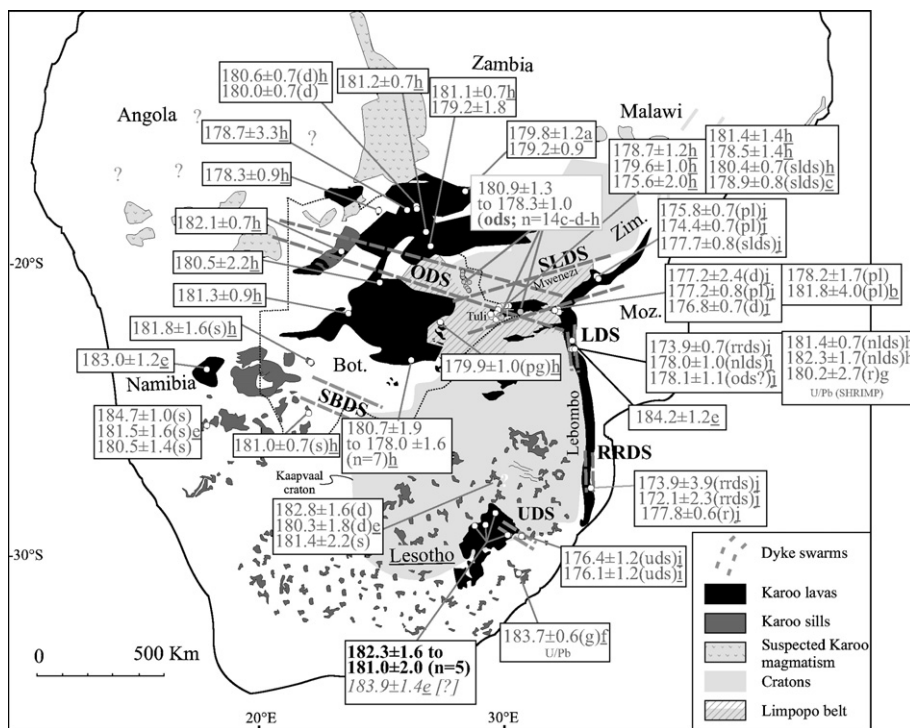 Zambia
180.6±0.7(d)h
180.0±0.7(d)
181.2±0.7h
181.1±0.7h
179.2±1.8
Angola
?
?
?
?
?
178.7±3.3h
179.8±1.2a
179.2±0.9
Malawi
178.7±1.2h
179.6±1.0h
175.6±2.0h
181.4±1.4h
178.5±1.4h
180.4±0.7(slds)h
178.9±0.8(slds)c
178.3±0.9h
180.9±1.3
to 178.3±1.0
(ods; n=14c-d-h
Zim.
175.8±0.7(pl)i
174.4±0.7(pl)i
177.7±0.8(slds)i
182.1±0.7h
20°S
180.5±2.2h
ODS
SLDS
Mwenezi
177.2±2.4(d)i
177.2±0.8(pl)i
176.8±0.7(d)i
178.2±1.7(pl)
181.8±4.0(pl)b
181.3±0.9h
Tuli
Moz.
181.8±1.6(s)h
LDS
183.0±1.2e
Bot.
179.9±1.0(pg)h
173.9±0.7(rrds)i
178.0±1.0(nlds)i
178.1±1.1(ods?)i
181.4±0.7(nlds)h
182.3±1.7(nlds)h
180.2±2.7(r)g
U/Pb (SHRIMP)
Namibia
SBDS
184.7±1.0(s)
181.5±1.6(s)e
180.5±1.4(s)
181.0±0.7(s)h
180.7±1.9
to 178.0 ±1.6
(n=7)h
184.2±1.2e
Lebombo
RRDS
Kaapvaal
craton
?
173.9±3.9(rrds)i
172.1±2.3(rrds)i
177.8±0.6(r)i
182.8±1.6(d)
180.3±1.8(d)e
181.4±2.2(s)
UDS
30°S
Lesotho
176.4±1.2(uds)i
176.1±1.2(uds)i
183.7±0.6(g)f
U/Pb
182.3±1.6 to
181.0±2.0 (n=5)
183.9±1.4e [?]
0 500 Km
20°E
30°E
Dyke swarms
Karoo lavas
Karoo sills
Suspected Karoo
magmatism
Cratons
Limpopo belt